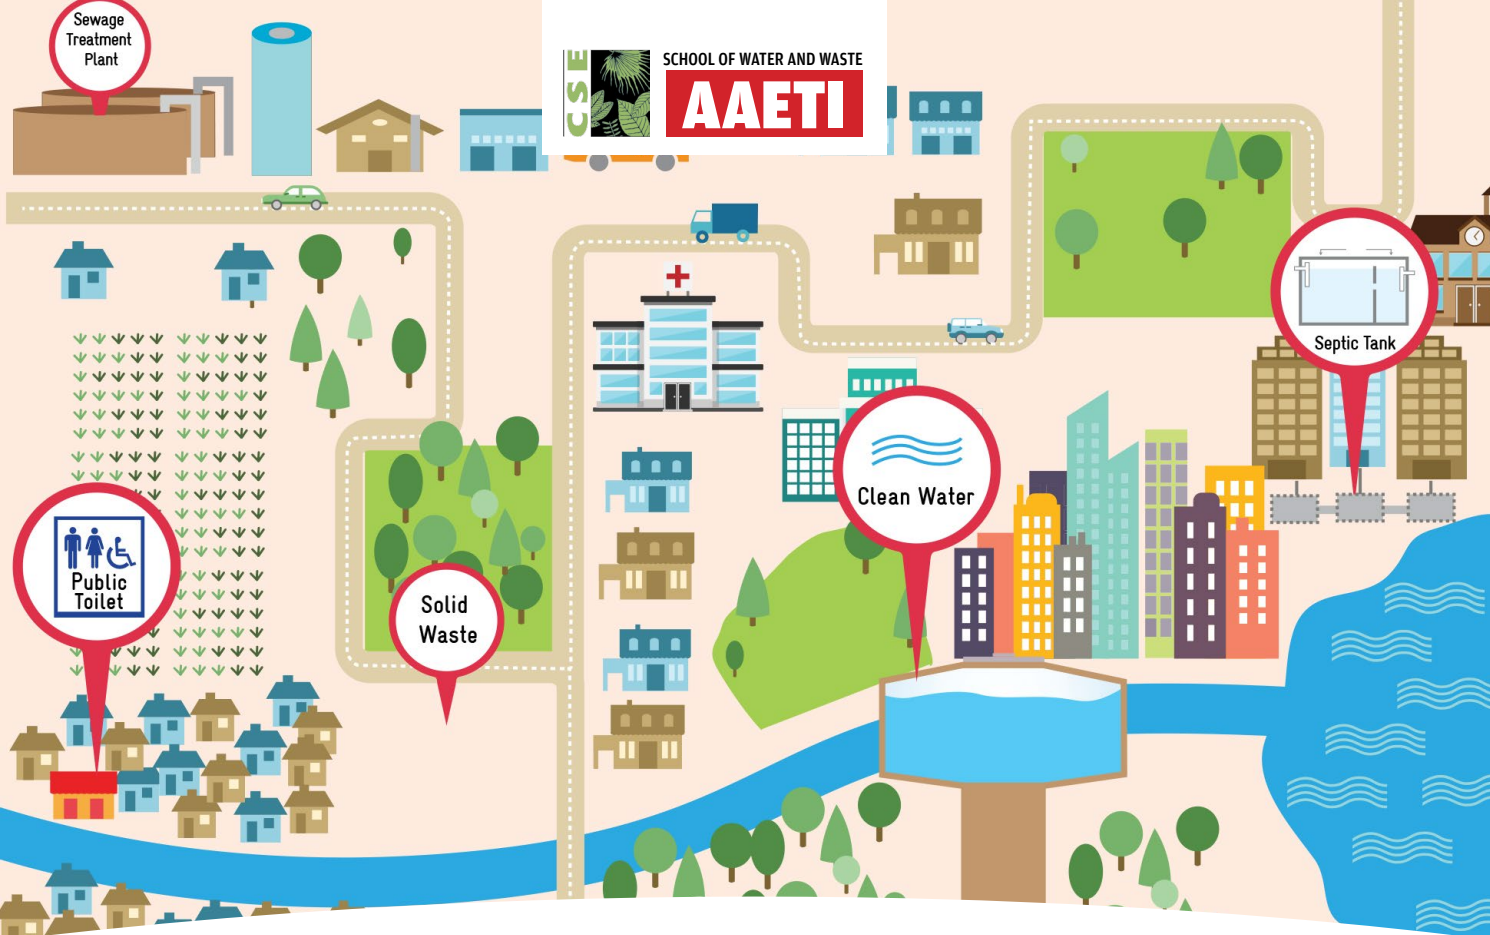 Sewage
Treatment
Plant
CSE
SCHOOL OF WATER AND WASTE
AAETI
Septic Tank
Clean Water
Public
Toilet
Solid
Waste